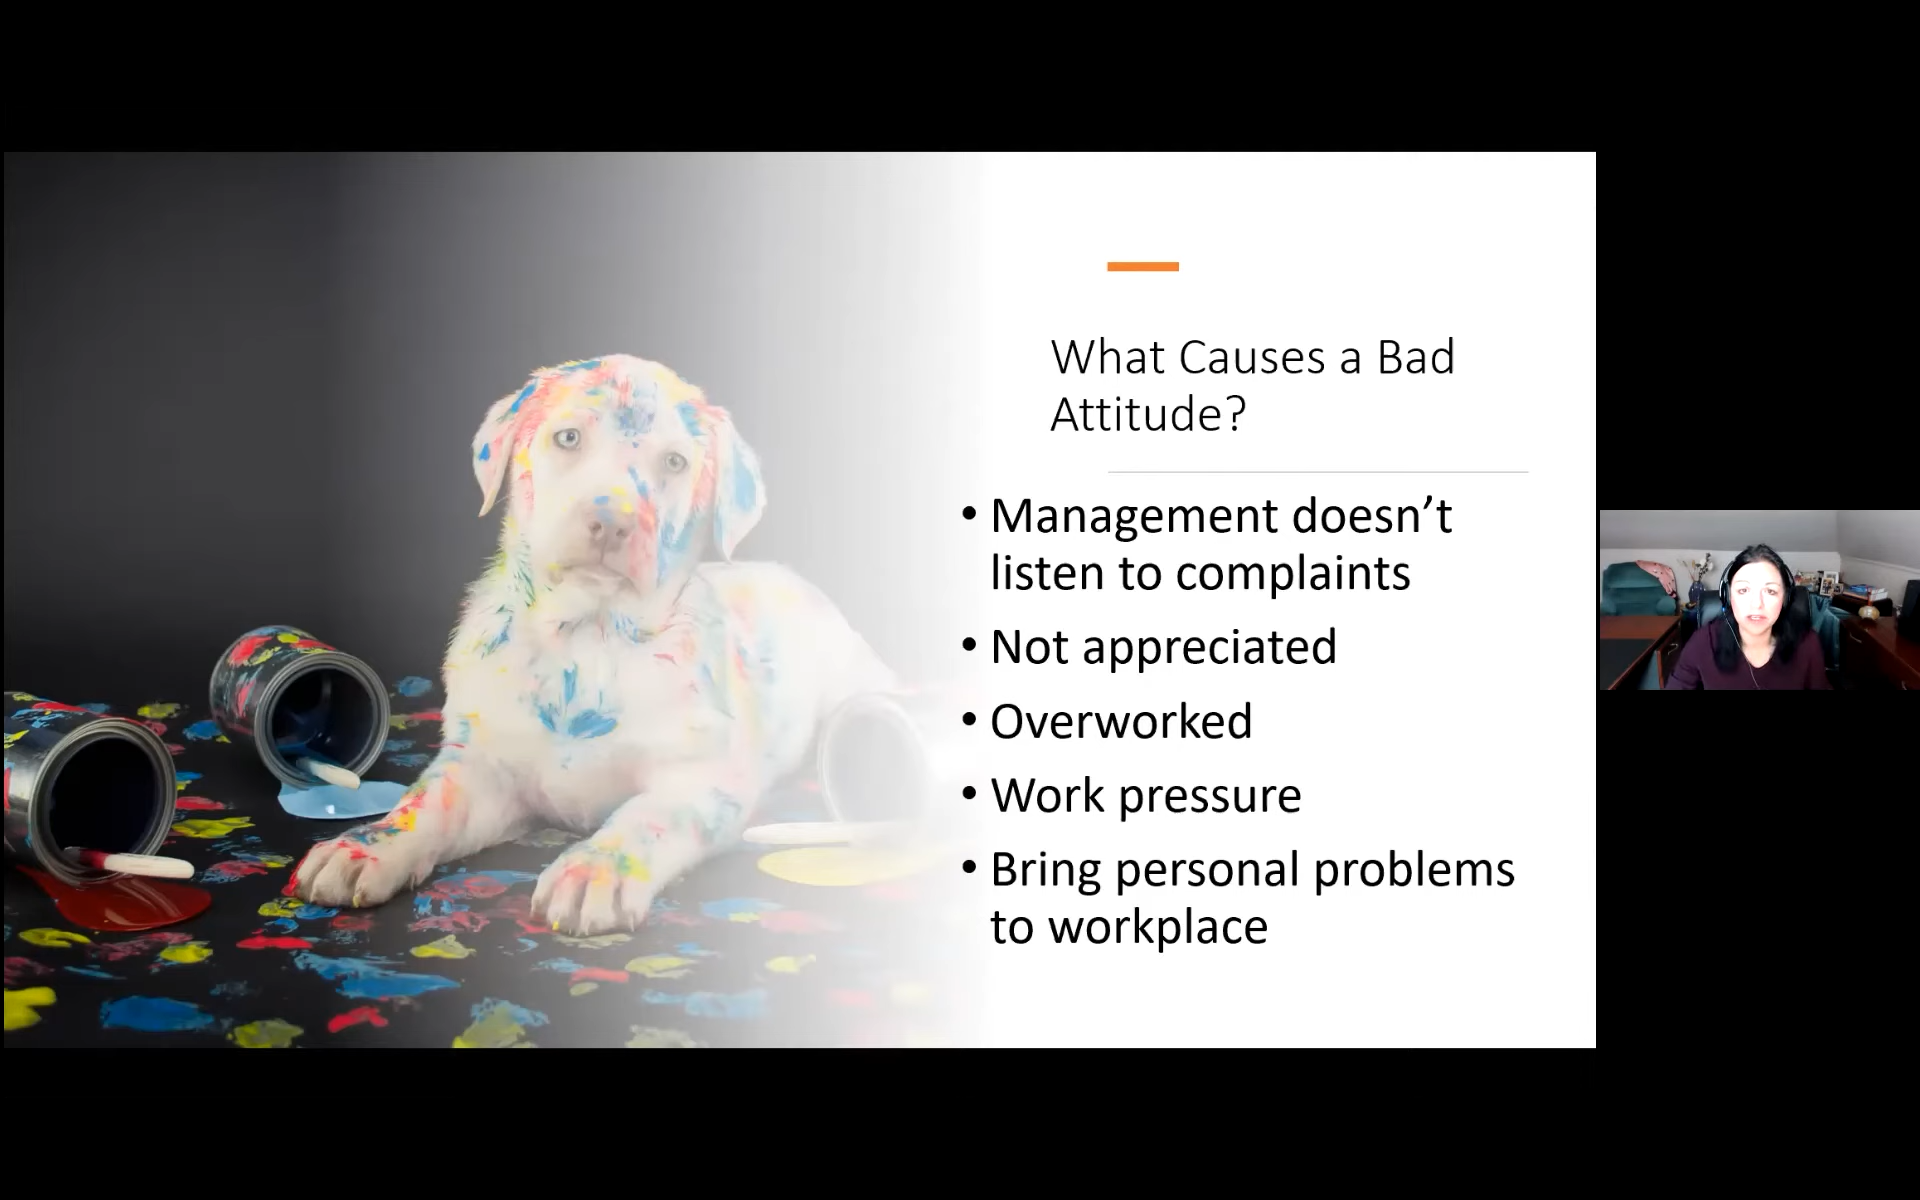 What Causes a Bad
Attitude?
• Management doesn’t
listen to complaints
• Not appreciated
• Overworked
• Work pressure
• Bring personal problems
to workplace